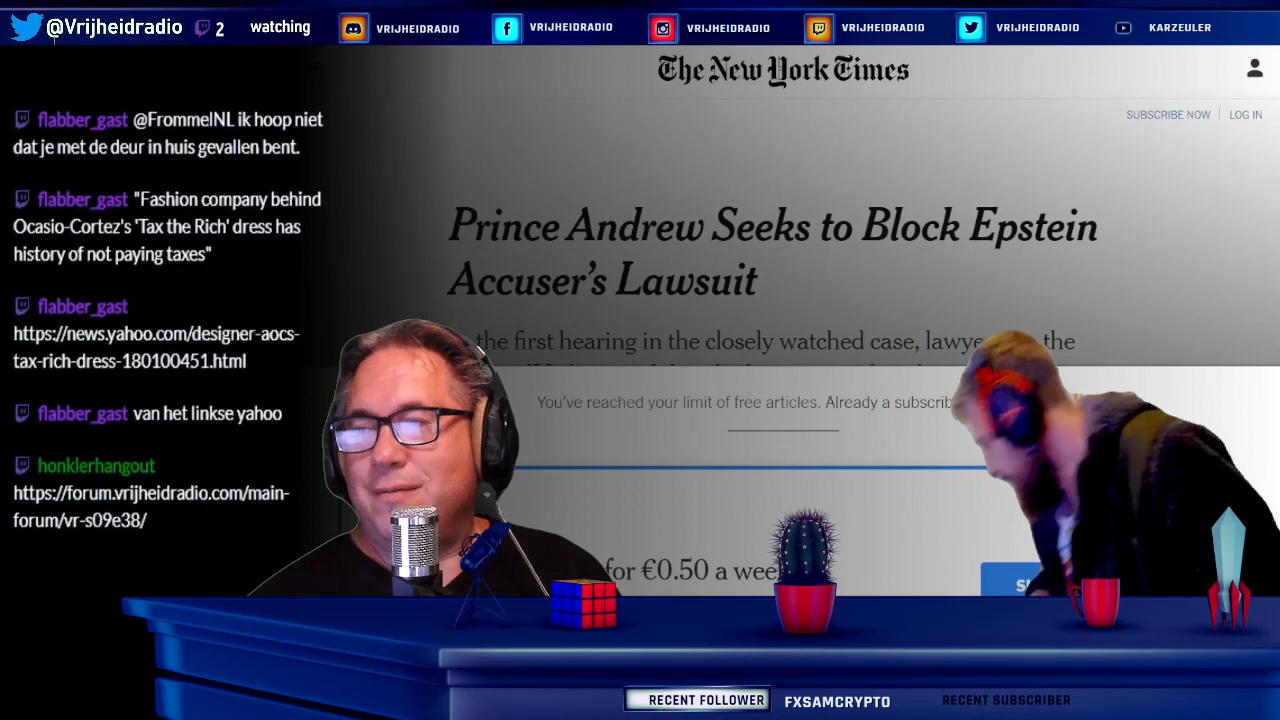 @Vrijheidradio 2 watching
VRIJHEIDRADIO VRIJHEIDRADIO VRIJHEIDRADIO VRIJHEIDRADIO VRIJHEIDRADIO KARZEULER
The New York Times
SUBSCRIBE NOW LOG IN
flabber_gast @FrommelNL ik hoop niet
dat je met de deur in huis gevallen bent.
flabber_gast "Fashion company behind
Ocasio-Cortez's 'Tax the Rich' dress has
history of not paying taxes"
flabber_gast
https://news.yahoo.com/designer-aocs-
tax-rich-dress-180100451.html
flabber_gast van het linkse yahoo
honklerhangout
https://forum.vrijheidradio.com/main-
forum/vr-s09e38/
Prince Andrew Seeks to Block Epstein
Accuser's Lawsuit
the first hearing in the closely watched case, the
You've reached your limit of free articles. Already a
for €0.50 a
RECENT FOLLOWER FXSAMCRYPTO RECENT SUBSCRIBER